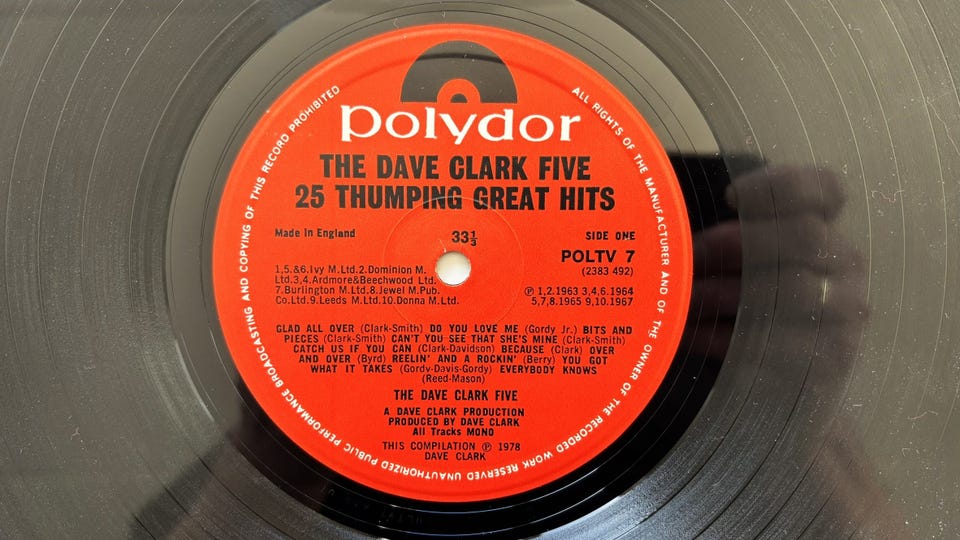 polydor
THE DAVE CLARK FIVE
25 THUMPING GREAT HITS
Made in England
33⅓
SIDE ONE
POLTV 7
(2383 492)
1,5.&6.Ivy M.Ltd.2.Dominion M.
Ltd.3,4.Ardmore&Beechwood Ltd.
7.Burlington M.Ltd.8.Jewel M.Pub.
Co.Ltd.9.Leeds M.Ltd.10.Donna M.Ltd.
℗ 1,2.1963 3,4,6.1964
5,7,8.1965 9,10.1967
GLAD ALL OVER (Clark-Smith) DO YOU LOVE ME (Gordy Jr.) BITS AND
PIECES (Clark-Smith) CAN'T YOU SEE THAT SHE'S MINE (Clark-Smith)
CATCH US IF YOU CAN (Clark-Davidson) BECAUSE (Clark) OVER
AND OVER (Byrd) REELIN' AND A ROCKIN' (Berry) YOU GOT
WHAT IT TAKES (Gordy-Davis-Gordy) EVERYBODY KNOWS
(Reed-Mason)
THE DAVE CLARK FIVE
A DAVE CLARK PRODUCTION
PRODUCED BY DAVE CLARK
All Tracks MONO
THIS COMPILATION ℗ 1978
DAVE CLARK
ALL RIGHTS OF THE MANUFACTURER AND OF THE OWNER OF THE RECORDED WORK RESERVED UNAUTHORIZED PUBLIC PERFORMANCE BROADCASTING AND COPYING OF THIS RECORD PROHIBITED